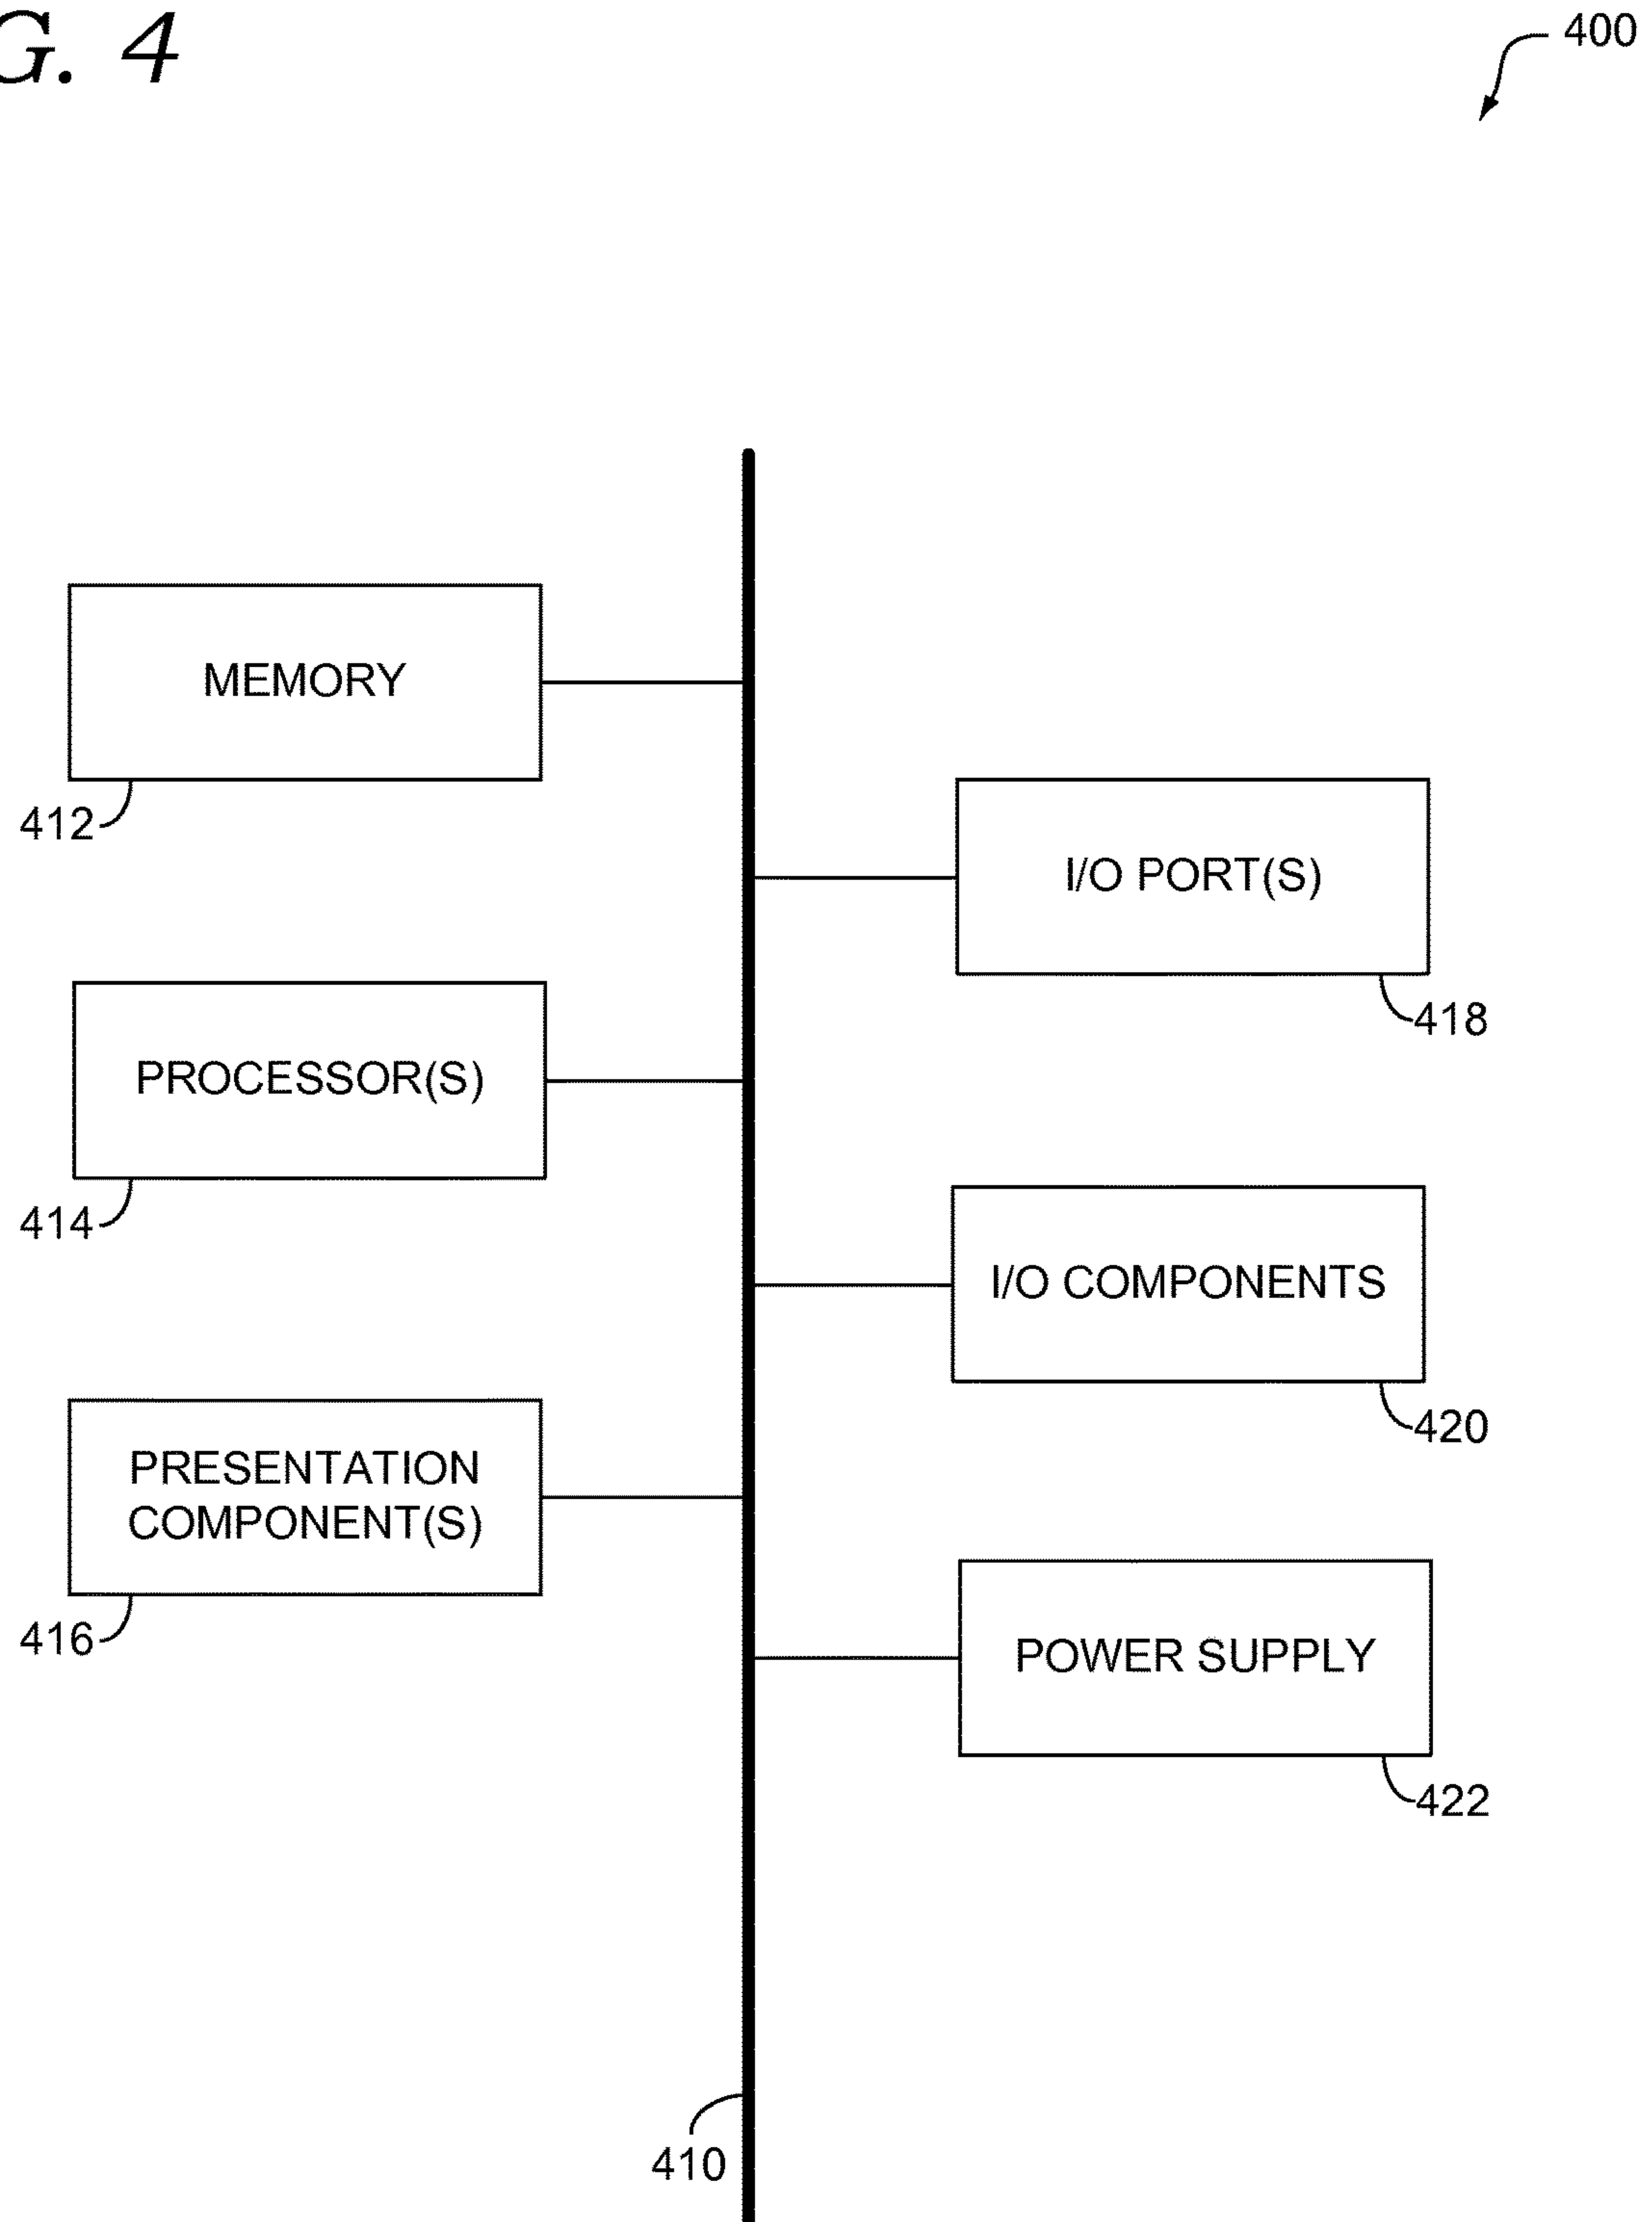 G. 4
400
MEMORY
412
I/O PORT(S)
418
PROCESSOR(S)
414
I/O COMPONENTS
420
PRESENTATION
COMPONENT(S)
416
POWER SUPPLY
422
410